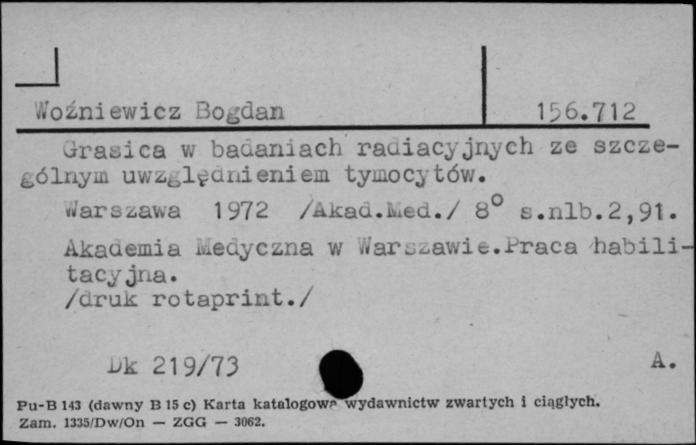 Woźniewicz Bogdan 156.712
Grasica w badaniach radiacyjnych ze szcze-
gólnym uwzględnieniem tymocytów.
Warszawa 1972 /Akad.Med./ 8° s.nlb.2,91.
Akademia Medyczna w Warszawie.Praca habili-
tacyjna.
/druk rotaprint./
Dk 219/73 A.
Pu-B 143 (dawny B 15 c) Karta katalogowa wydawnictw zwartych i ciągłych.
Zam. 1335/Dw/On — ZGG — 3062.